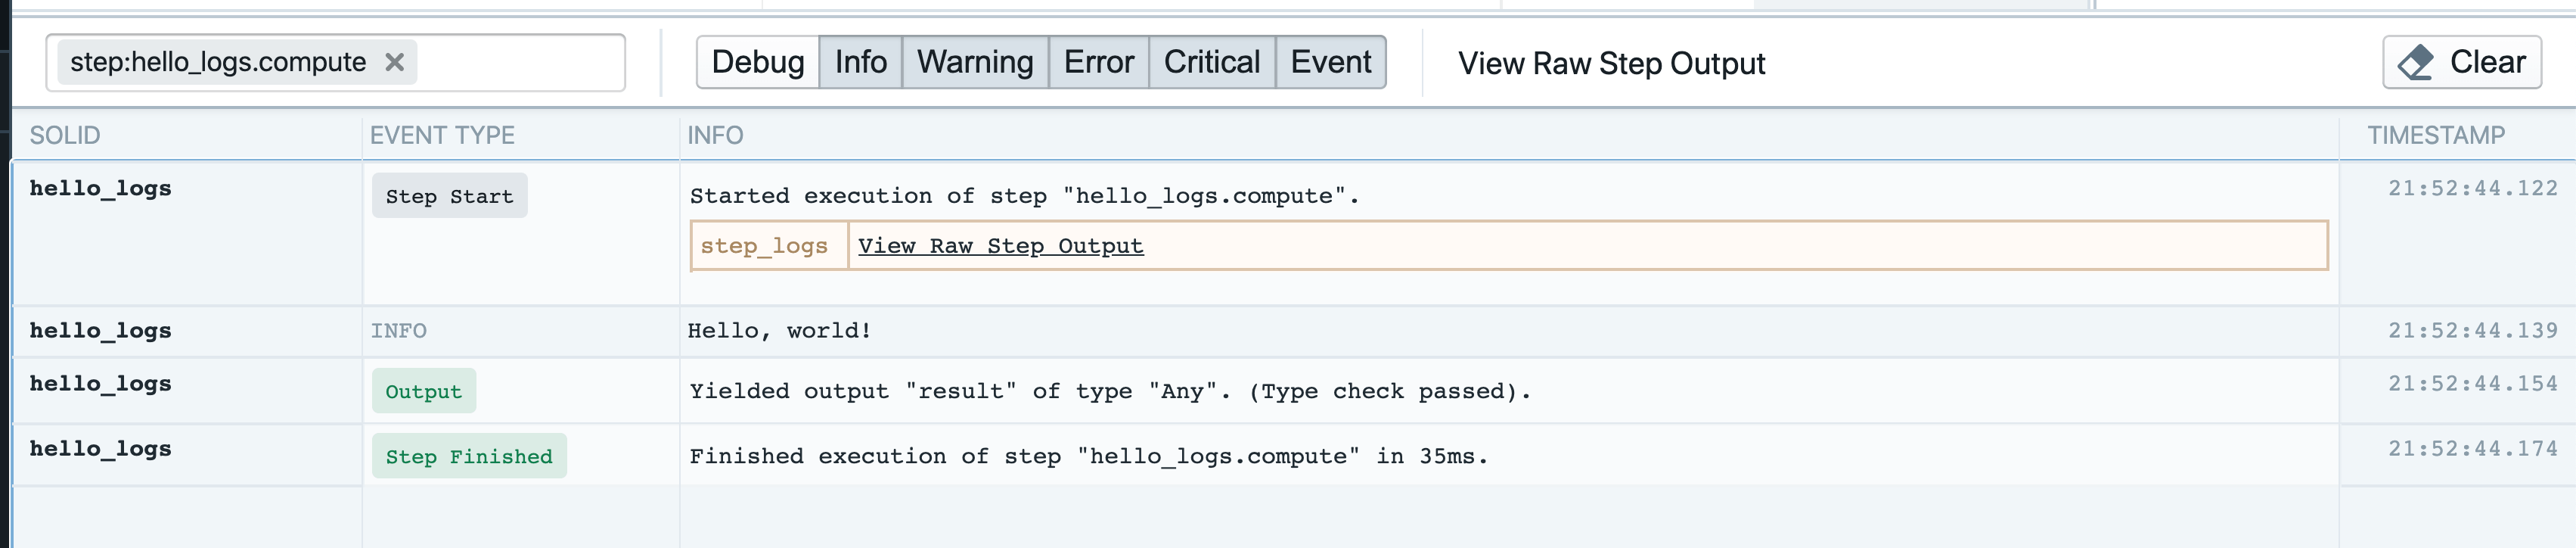 step:hello_logs.compute
Debug Info Warning Error Critical Event
View Raw Step Output
Clear
SOLID EVENT TYPE INFO TIMESTAMP
hello_logs Step Start Started execution of step "hello_logs.compute". 21:52:44.122
step_logs View Raw Step Output
hello_logs INFO Hello, world! 21:52:44.139
hello_logs Output Yielded output "result" of type "Any". (Type check passed). 21:52:44.154
hello_logs Step Finished Finished execution of step "hello_logs.compute" in 35ms. 21:52:44.174